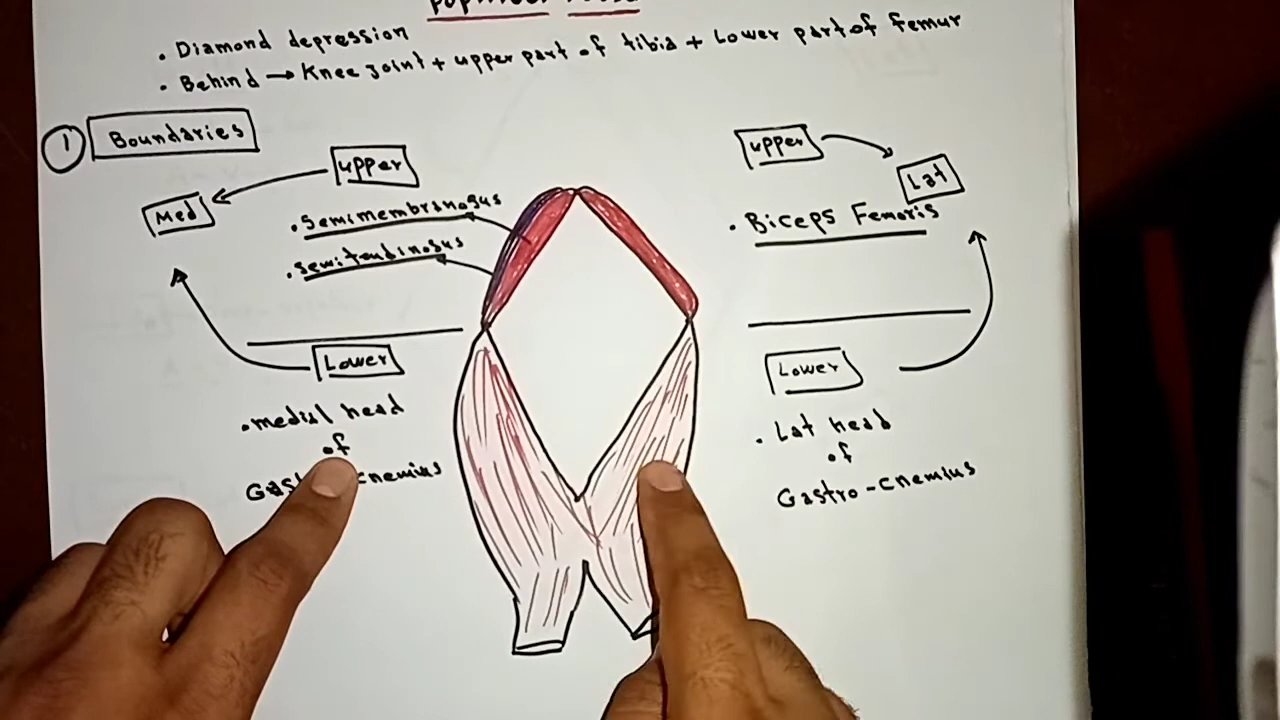 • Diamond depression
• Behind → Knee joint + upper part of tibia + Lower part of Femur
1 Boundaries
upper
Med
• Semimembranosus
• Semitendinosus
Lower
• medial head
of
upper
Lat
• Biceps Femoris
Lower
• Lat head
of
Gastro-cnemius